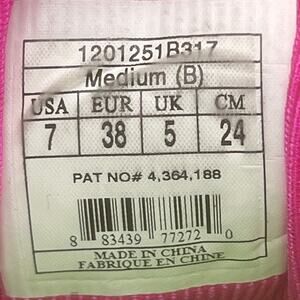 1201251B317
Medium (B)
USA EUR UK CM
7 38 5 24
PAT NO# 4,364,188
8 83439 77272 0
MADE IN CHINA
FABRIQUE EN CHINE